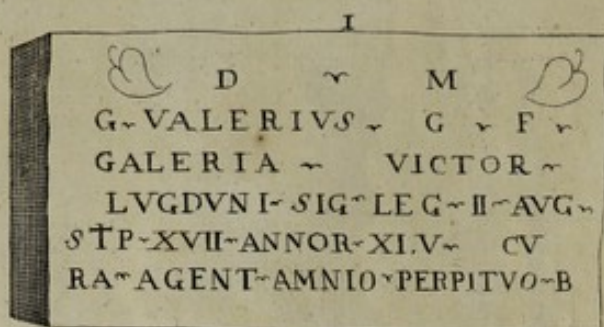 I
D M
G VALERIVS G F
GALERIA VICTOR
LVGDVNI SIG LEG II AVG
STP XVII ANNOR XLV CV
RA AGENT AMNIO PERPITVO B